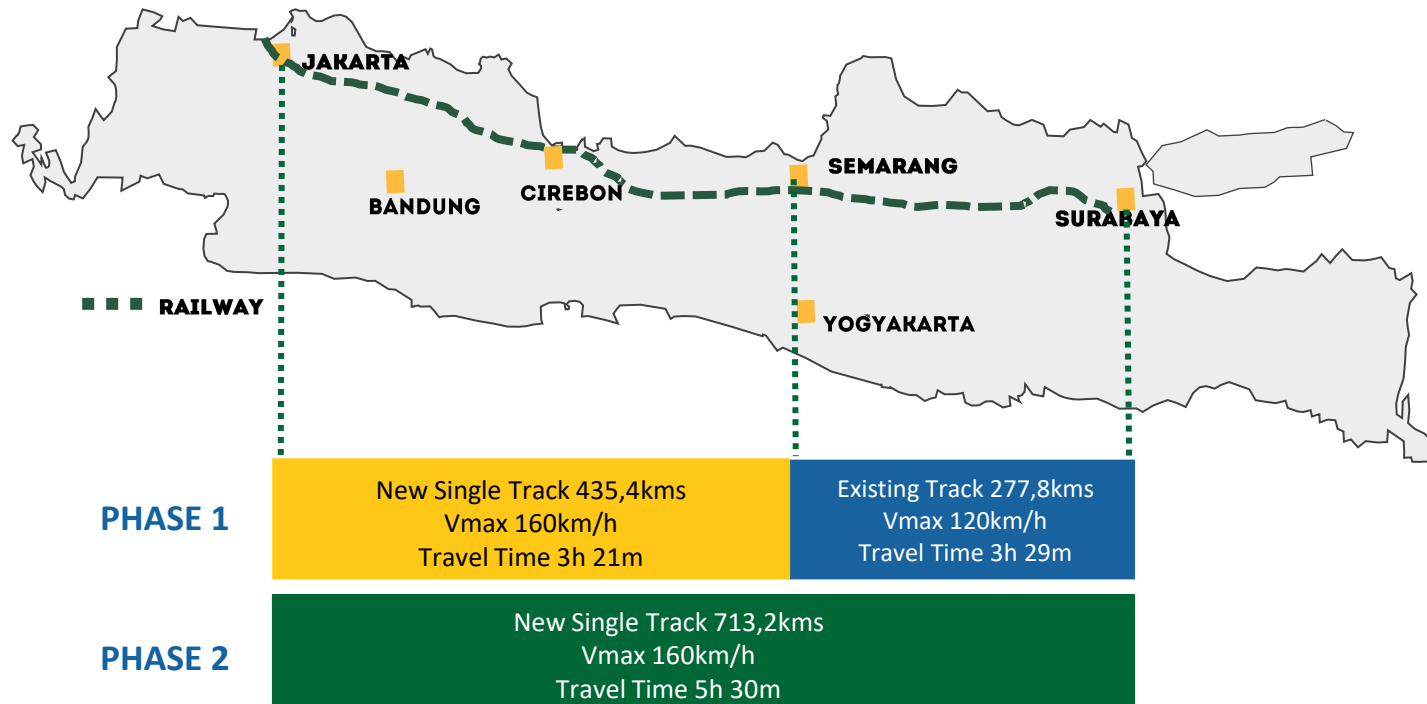 JAKARTA
BANDUNG
CIREBON
SEMARANG
SURABAYA
RAILWAY
YOGYAKARTA
PHASE 1
New Single Track 435,4kms
Vmax 160km/h
Travel Time 3h 21m
Existing Track 277,8kms
Vmax 120km/h
Travel Time 3h 29m
PHASE 2
New Single Track 713,2kms
Vmax 160km/h
Travel Time 5h 30m